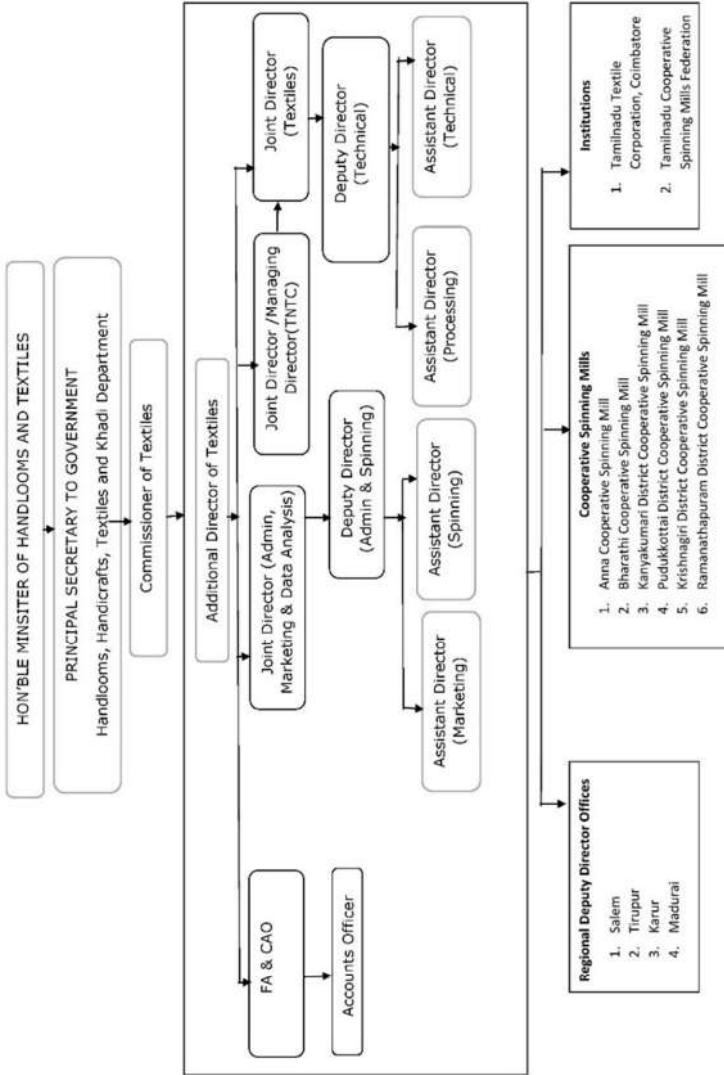 HON'BLE MINSITER OF HANDLOOMS AND TEXTILES
PRINCIPAL SECRETARY TO GOVERNMENT
Handlooms, Handicrafts, Textiles and Khadi Department
Commissioner of Textiles
Additional Director of Textiles
FA & CAO
Joint Director (Admin,
Marketing & Data Analysis)
Joint Director /Managing
Director(TNTC)
Joint Director
(Textiles)
Accounts Officer
Deputy Director
(Admin & Spinning)
Deputy Director
(Technical)
Assistant Director
(Marketing)
Assistant Director
(Spinning)
Assistant Director
(Processing)
Assistant Director
(Technical)
Regional Deputy Director Offices
1. Salem
2. Tirupur
3. Karur
4. Madurai
Cooperative Spinning Mills
1. Anna Cooperative Spinning Mill
2. Bharathi Cooperative Spinning Mill
3. Kanyakumari District Cooperative Spinning Mill
4. Pudukkottai District Cooperative Spinning Mill
5. Krishnagiri District Cooperative Spinning Mill
6. Ramanathapuram District Cooperative Spinning Mill
Institutions
1. Tamilnadu Textile
Corporation, Coimbatore
2. Tamilnadu Cooperative
Spinning Mills Federation